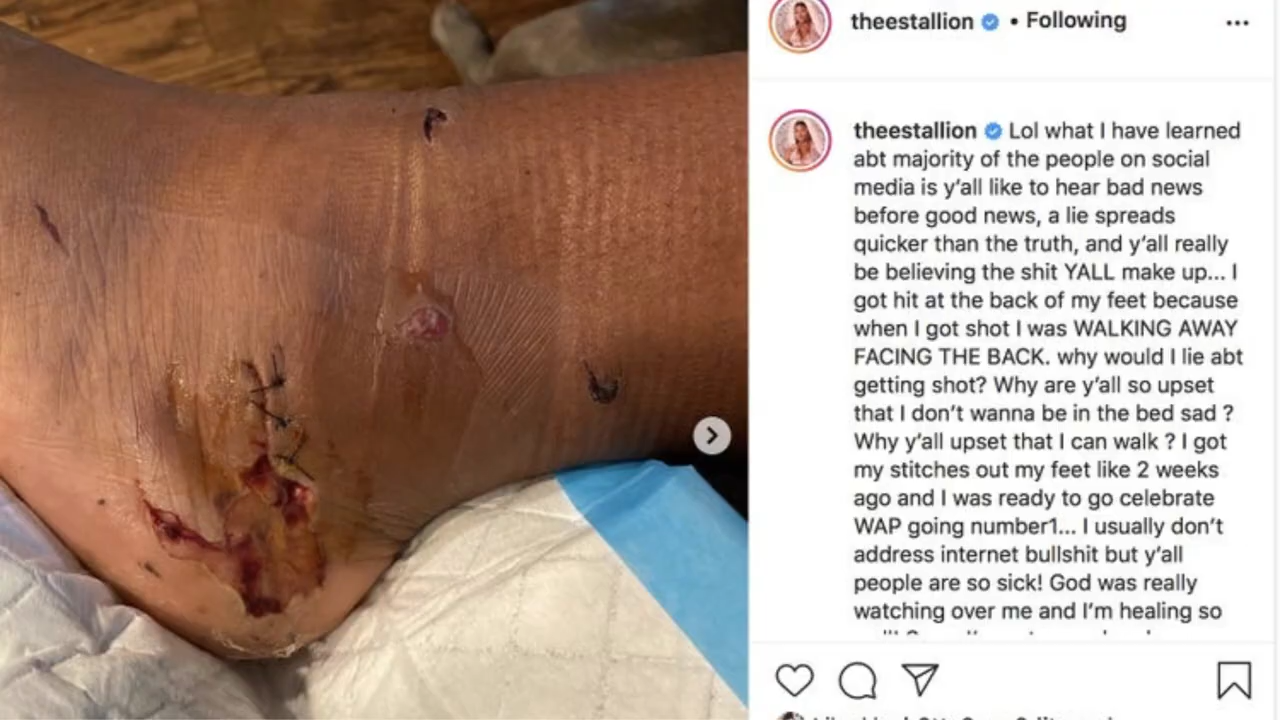 theestallion • Following
theestallion Lol what I have learned
abt majority of the people on social
media is y'all like to hear bad news
before good news, a lie spreads
quicker than the truth, and y'all really
be believing the shit YALL make up... I
got hit at the back of my feet because
when I got shot I was WALKING AWAY
FACING THE BACK. why would I lie abt
getting shot? Why are y'all so upset
that I don't wanna be in the bed sad ?
Why y'all upset that I can walk ? I got
my stitches out my feet like 2 weeks
ago and I was ready to go celebrate
WAP going number1... I usually don't
address internet bullshit but y'all
people are so sick! God was really
watching over me and I'm healing so